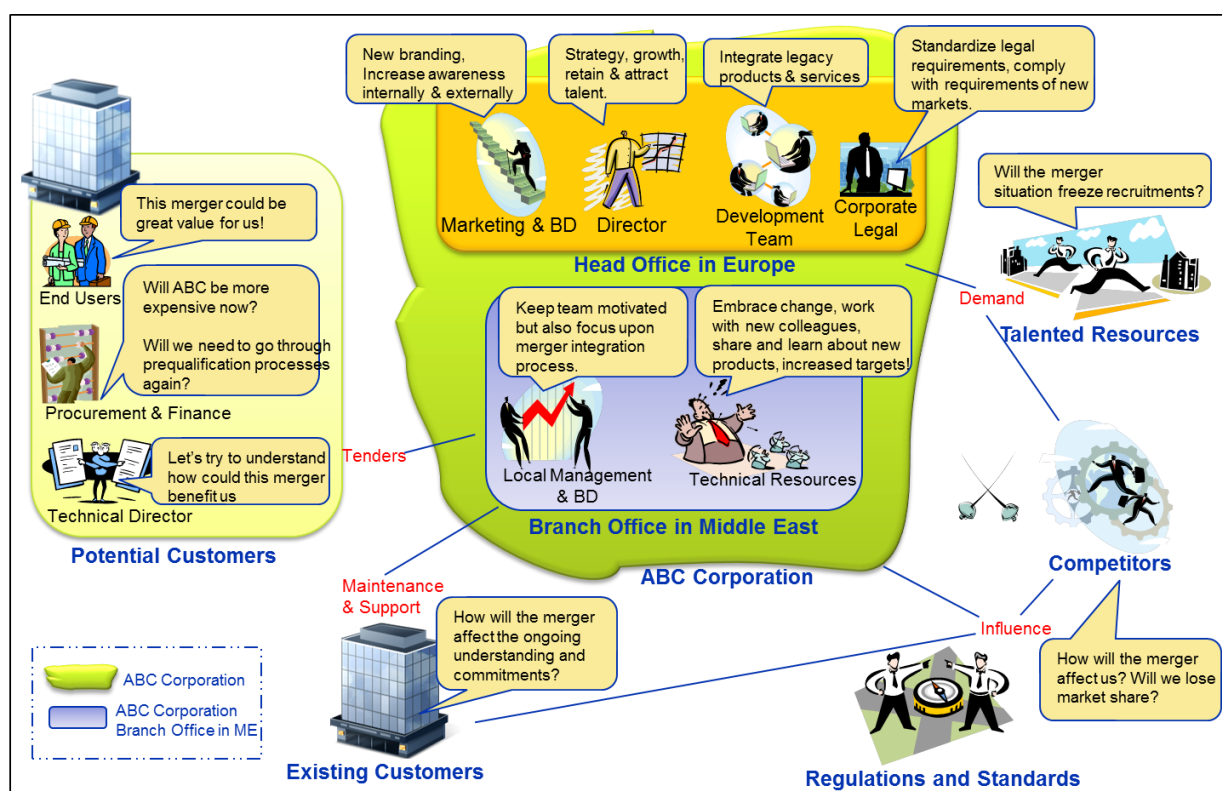 New branding,
Increase awareness
internally & externally
Strategy, growth,
retain & attract
talent.
Integrate legacy
products & services
Standardize legal
requirements, comply
with requirements of new
markets.
Marketing & BD
Director
Development
Team
Corporate
Legal
Head Office in Europe
This merger could be
great value for us!
End Users
Will ABC be more
expensive now?
Will we need to go through
prequalification processes
again?
Procurement & Finance
Let's try to understand
how could this merger
benefit us
Technical Director
Potential Customers
Tenders
Keep team motivated
but also focus upon
merger integration
process.
Embrace change, work
with new colleagues,
share and learn about new
products, increased targets!
Local Management
& BD
Technical Resources
Branch Office in Middle East
ABC Corporation
Will the merger
situation freeze recruitments?
Demand
Talented Resources
Competitors
How will the merger
affect us? Will we lose
market share?
Maintenance
& Support
How will the merger
affect the ongoing
understanding and
commitments?
Existing Customers
Influence
Regulations and Standards
ABC Corporation
ABC Corporation
Branch Office in ME